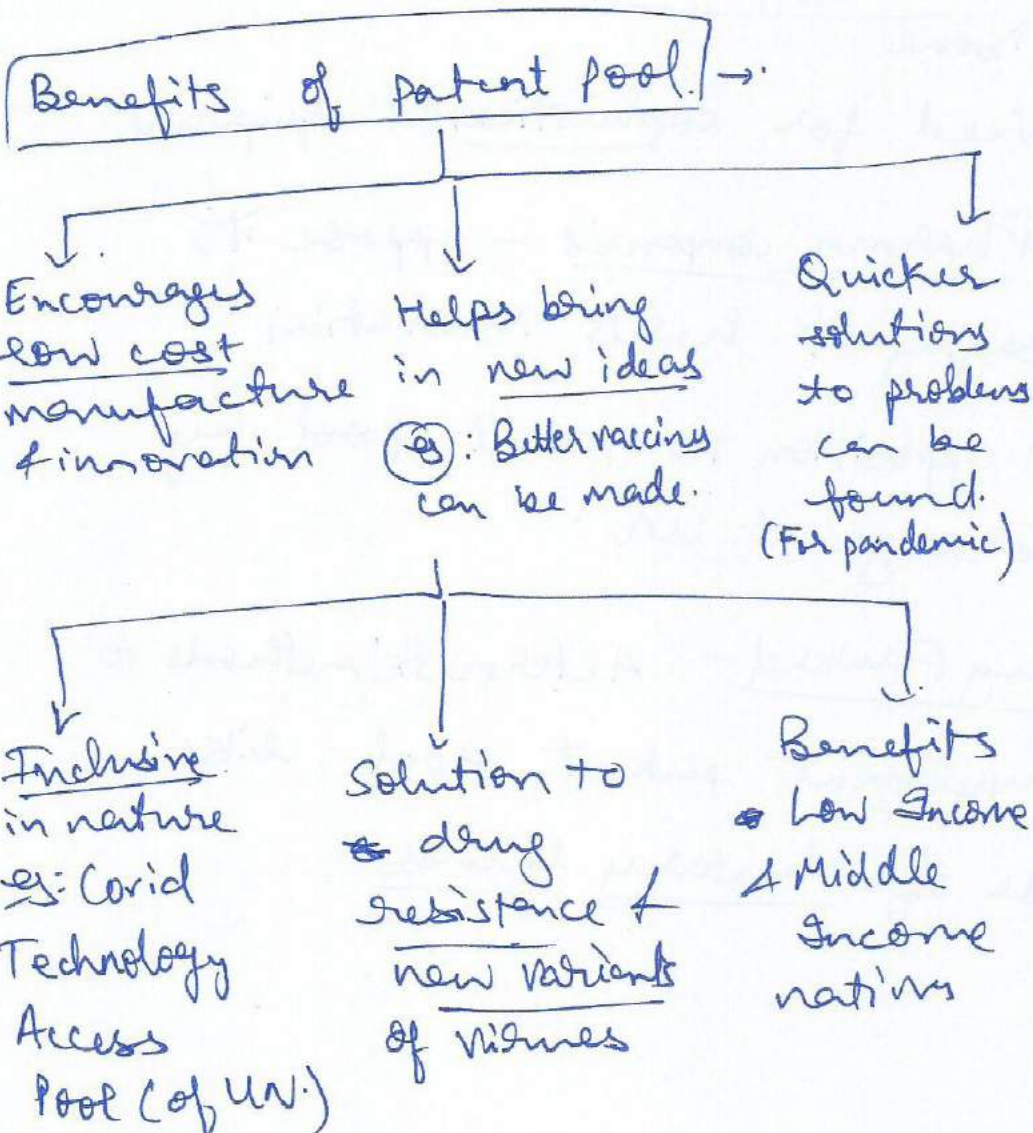 Benefits of patent pool →.
Encourages
low cost
manufacture
& innovation
Helps bring
in new ideas
eg: Better vaccines
can be made.
Quicker
solutions
to problems
can be
found.
(For pandemic)
Inclusive
in nature
eg: Covid
Technology
Access
Pool (of UN.)
Solution to
drug
resistance &
new variants
of viruses
Benefits
Low Income
& Middle
Income
nations